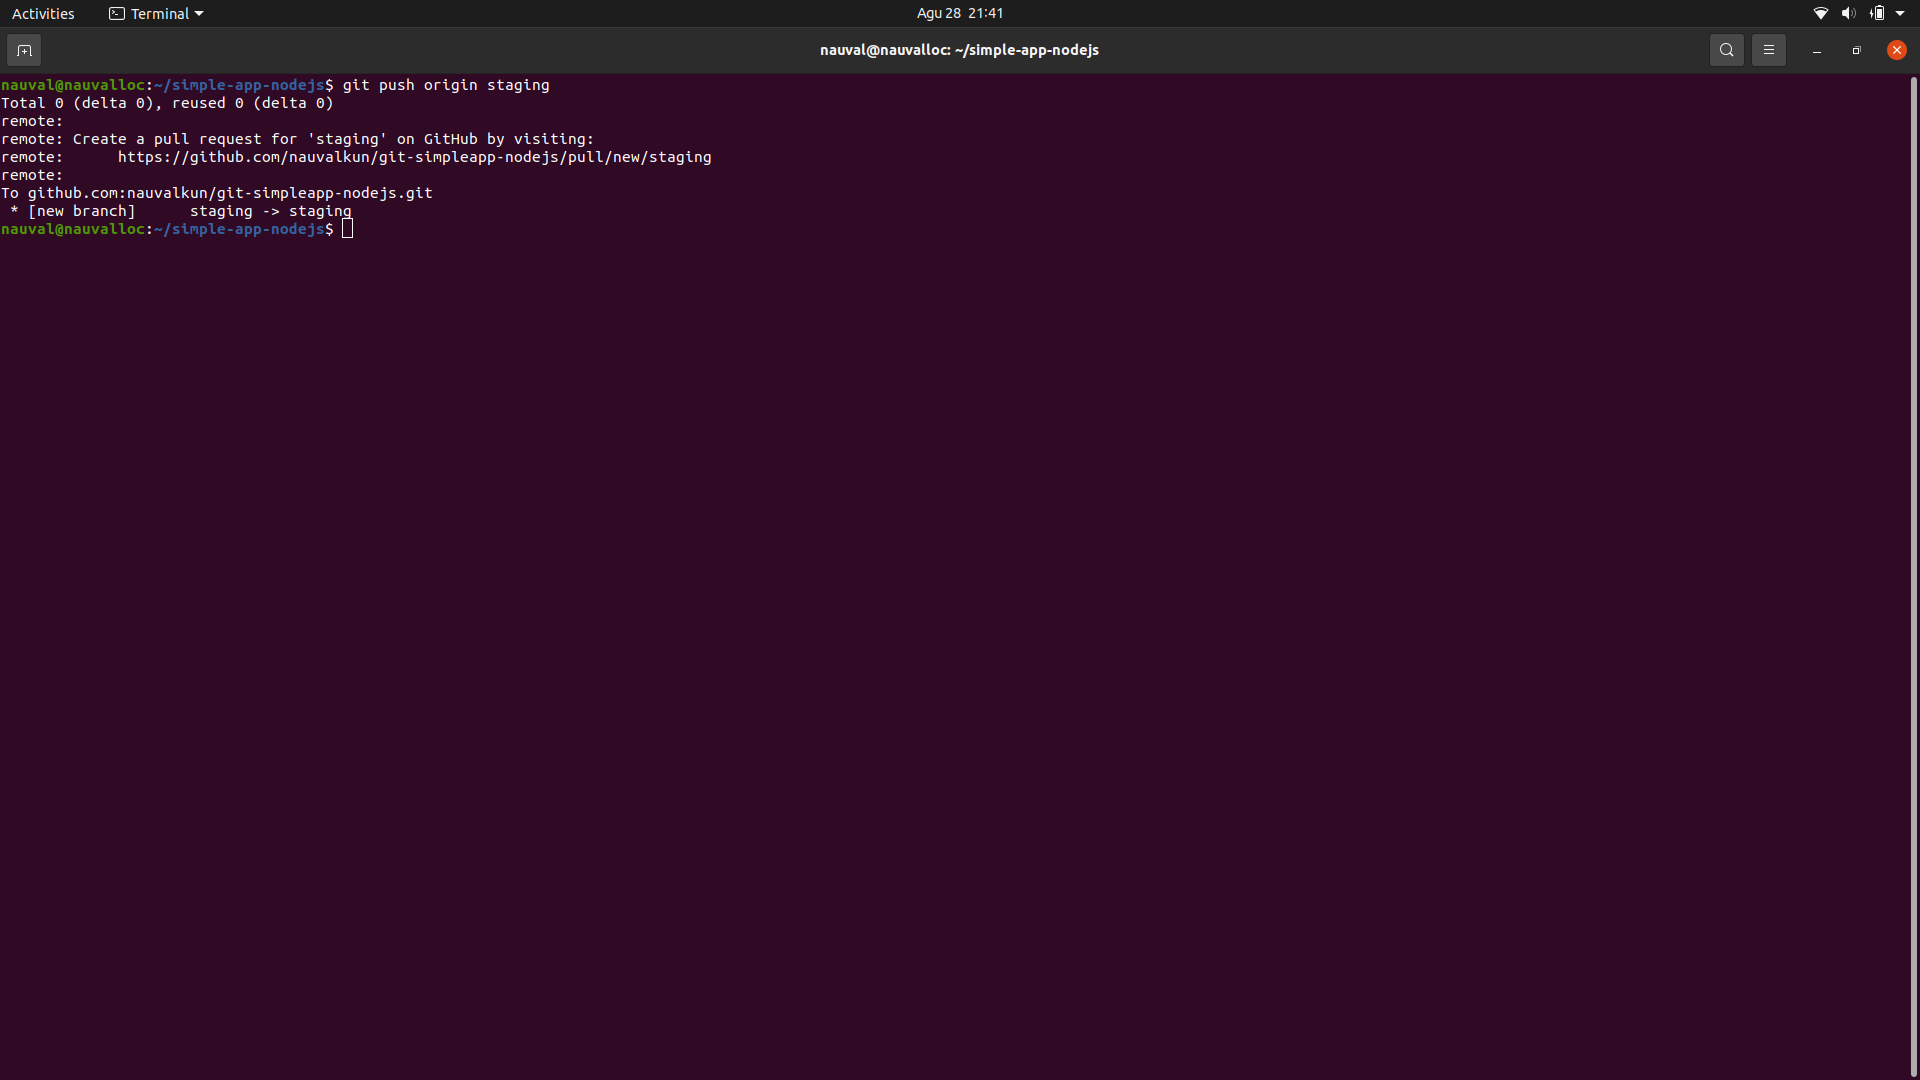 Activities
Terminal
Agu 28 21:41
nauval@nauvalloc: ~/simple-app-nodejs
nauval@nauvalloc:~/simple-app-nodejs$ git push origin staging
Total 0 (delta 0), reused 0 (delta 0)
remote:
remote: Create a pull request for 'staging' on GitHub by visiting:
remote:      https://github.com/nauvalkun/git-simpleapp-nodejs/pull/new/staging
remote:
To github.com:nauvalkun/git-simpleapp-nodejs.git
 * [new branch]      staging -> staging
nauval@nauvalloc:~/simple-app-nodejs$